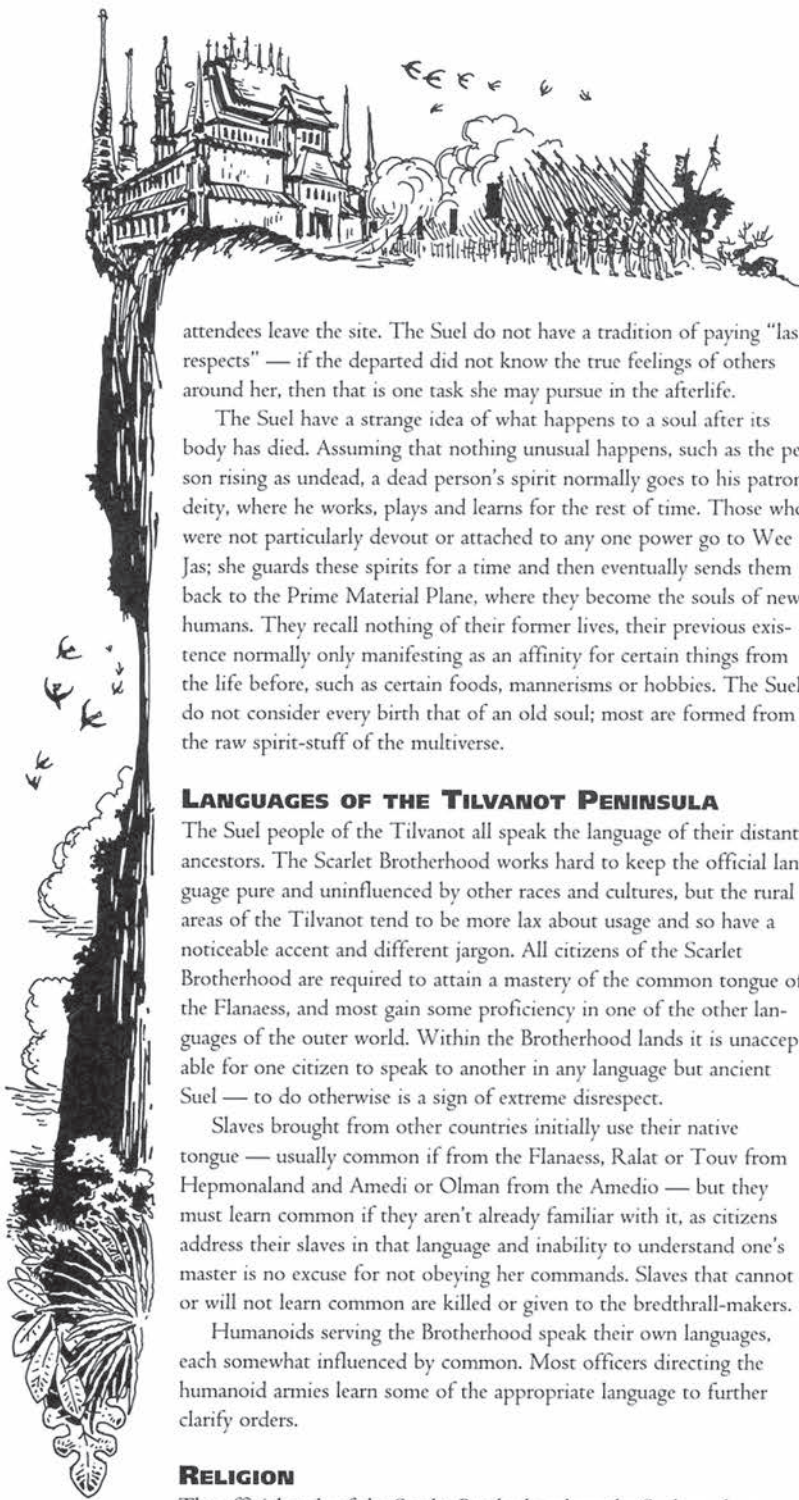 attendees leave the site. The Suel do not have a tradition of paying "las
respects" — if the departed did not know the true feelings of others
around her, then that is one task she may pursue in the afterlife.
The Suel have a strange idea of what happens to a soul after its
body has died. Assuming that nothing unusual happens, such as the pe
son rising as undead, a dead person's spirit normally goes to his patron
deity, where he works, plays and learns for the rest of time. Those who
were not particularly devout or attached to any one power go to Wee
Jas; she guards these spirits for a time and then eventually sends them
back to the Prime Material Plane, where they become the souls of new
humans. They recall nothing of their former lives, their previous exis-
tence normally only manifesting as an affinity for certain things from
the life before, such as certain foods, mannerisms or hobbies. The Suel
do not consider every birth that of an old soul; most are formed from
the raw spirit-stuff of the multiverse.
LANGUAGES OF THE TILVANOT PENINSULA
The Suel people of the Tilvanot all speak the language of their distant
ancestors. The Scarlet Brotherhood works hard to keep the official lan
guage pure and uninfluenced by other races and cultures, but the rural
areas of the Tilvanot tend to be more lax about usage and so have a
noticeable accent and different jargon. All citizens of the Scarlet
Brotherhood are required to attain a mastery of the common tongue of
the Flanaess, and most gain some proficiency in one of the other lan-
guages of the outer world. Within the Brotherhood lands it is unaccep
able for one citizen to speak to another in any language but ancient
Suel — to do otherwise is a sign of extreme disrespect.
Slaves brought from other countries initially use their native
tongue — usually common if from the Flanaess, Ralat or Touv from
Hepmonaland and Amedi or Olman from the Amedio — but they
must learn common if they aren't already familiar with it, as citizens
address their slaves in that language and inability to understand one's
master is no excuse for not obeying her commands. Slaves that cannot
or will not learn common are killed or given to the bredthrall-makers.
Humanoids serving the Brotherhood speak their own languages,
each somewhat influenced by common. Most officers directing the
humanoid armies learn some of the appropriate language to further
clarify orders.
RELIGION